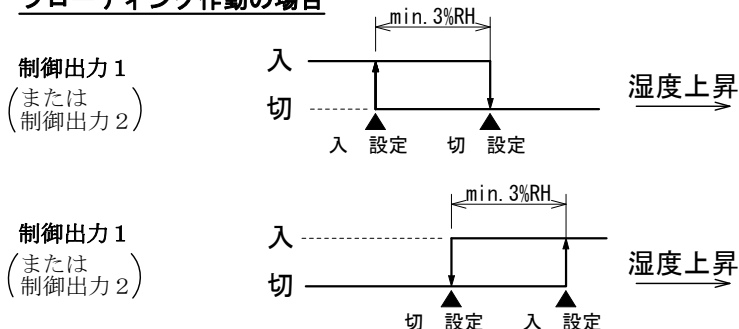 フローティング作動の場合
min. 3%RH
制御出力1
(または
制御出力2)
入
切
湿度上昇
入 設定 切 設定
min. 3%RH
制御出力1
(または
制御出力2)
入
切
湿度上昇
切 設定 入 設定